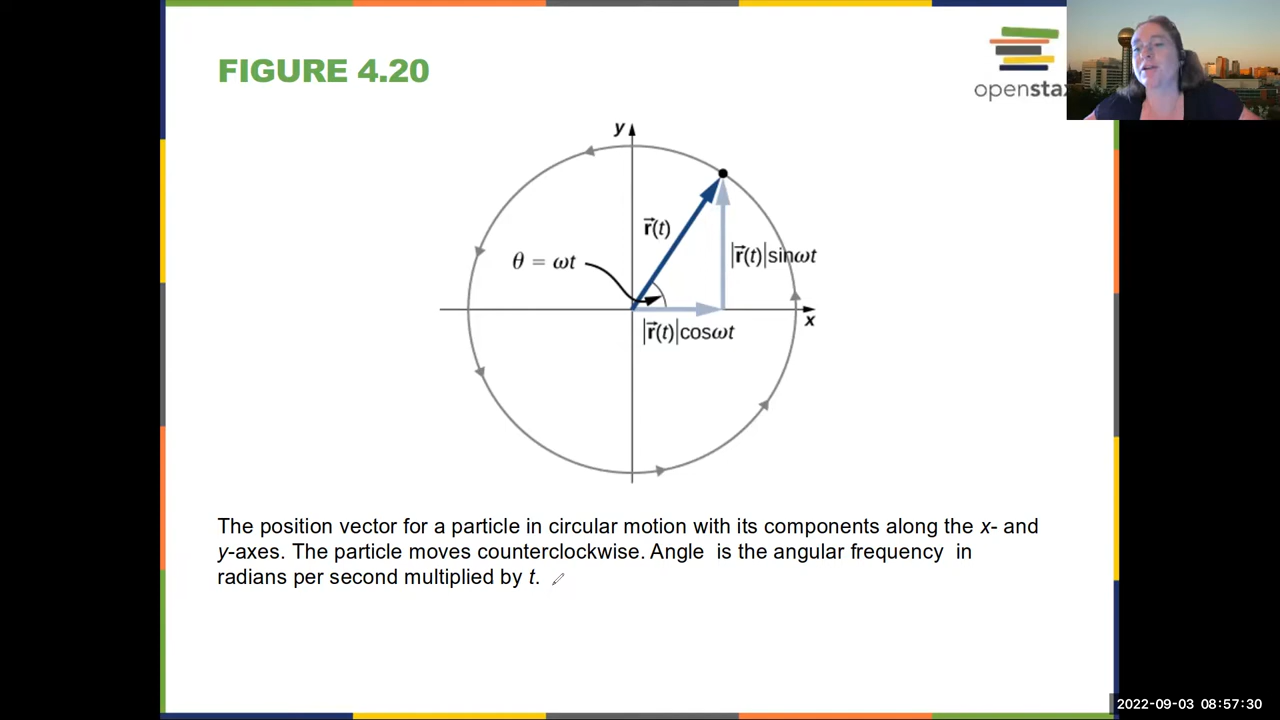 FIGURE 4.20
openstax
y
r⃗(t)
|r⃗(t)|sinωt
θ = ωt
x
|r⃗(t)|cosωt
The position vector for a particle in circular motion with its components along the x- and
y-axes. The particle moves counterclockwise. Angle  is the angular frequency  in
radians per second multiplied by t.
2022-09-03 08:57:30